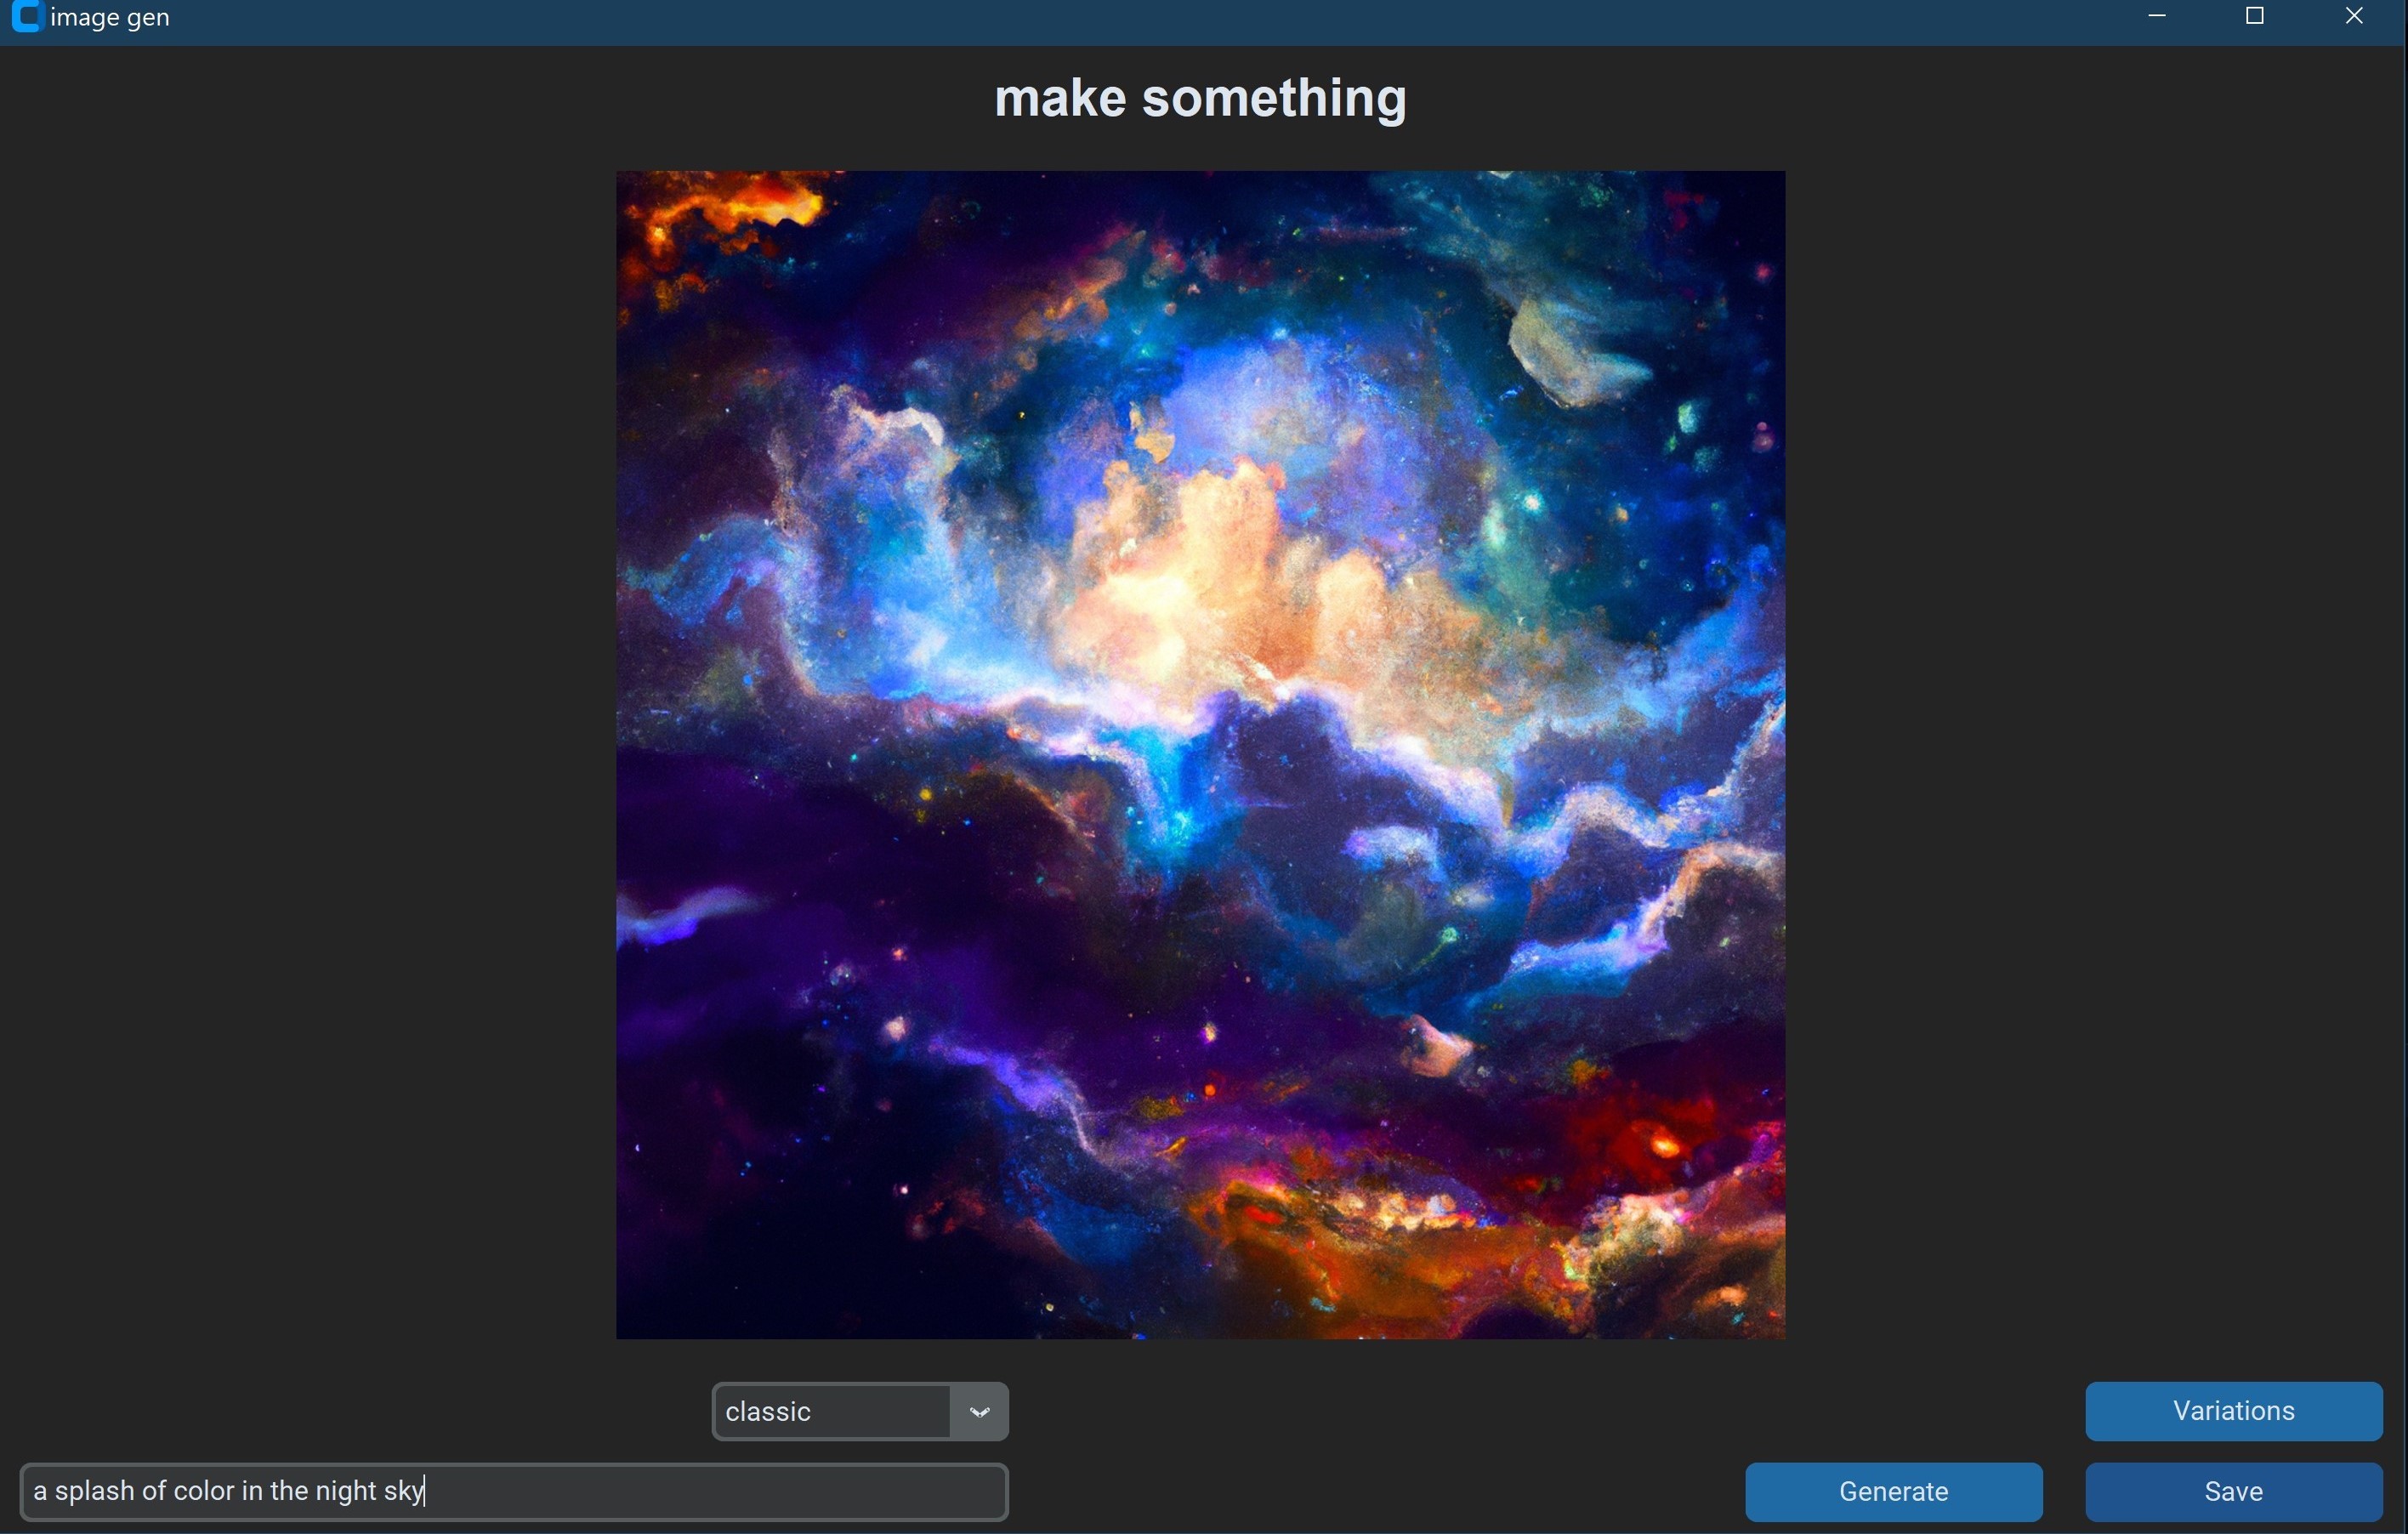 image gen
make something
classic
Variations
a splash of color in the night sky
Generate
Save